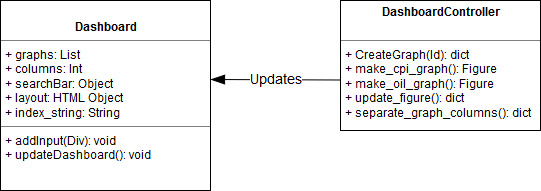 Dashboard
+ graphs: List
+ columns: Int
+ searchBar: Object
+ layout: HTML Object
+ index_string: String
+ addInput(Div): void
+ updateDashboard(): void
Updates
DashboardController
+ CreateGraph(Id): dict
+ make_cpi_graph(): Figure
+ make_oil_graph(): Figure
+ update_figure(): dict
+ separate_graph_columns(): dict